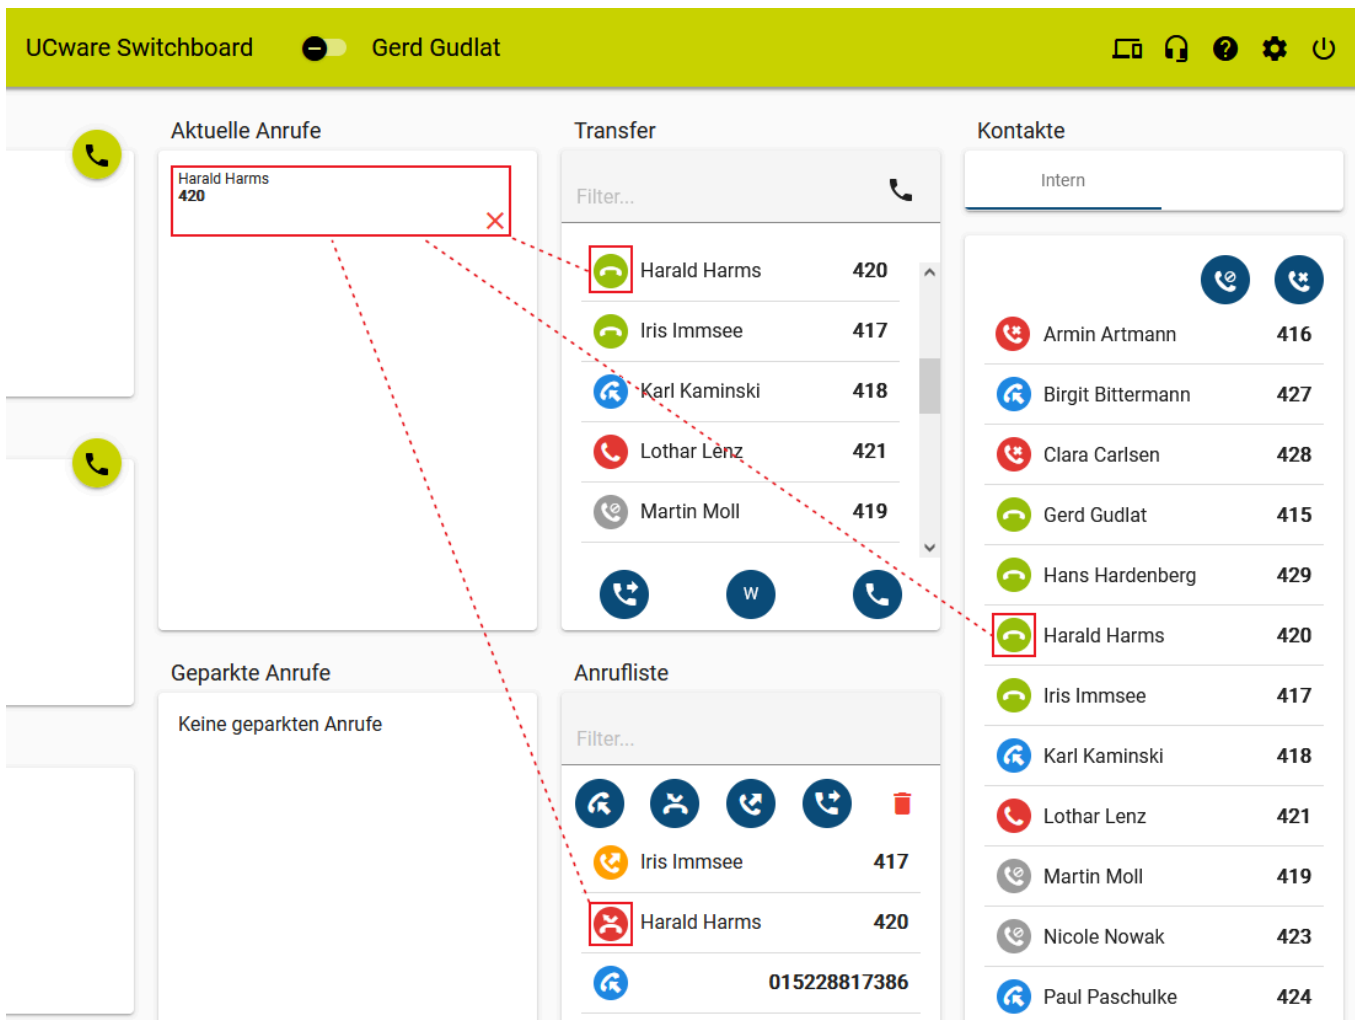 UCware Switchboard
Gerd Gudlat
Aktuelle Anrufe
Harald Harms
420
Geparkte Anrufe
Keine geparkten Anrufe
Transfer
Filter...
Harald Harms 420
Iris Immsee 417
Karl Kaminski 418
Lothar Lenz 421
Martin Moll 419
W
Anrufliste
Filter...
Iris Immsee 417
Harald Harms 420
015228817386
Kontakte
Intern
Armin Artmann 416
Birgit Bittermann 427
Clara Carlsen 428
Gerd Gudlat 415
Hans Hardenberg 429
Harald Harms 420
Iris Immsee 417
Karl Kaminski 418
Lothar Lenz 421
Martin Moll 419
Nicole Nowak 423
Paul Paschulke 424